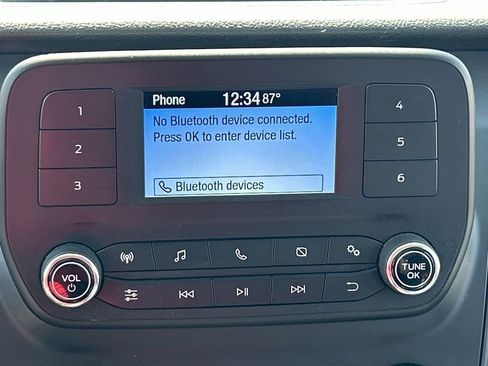 Phone 12:34 87°
No Bluetooth device connected.
Press OK to enter device list.
Bluetooth devices
1
2
3
4
5
6
VOL
TUNE
OK